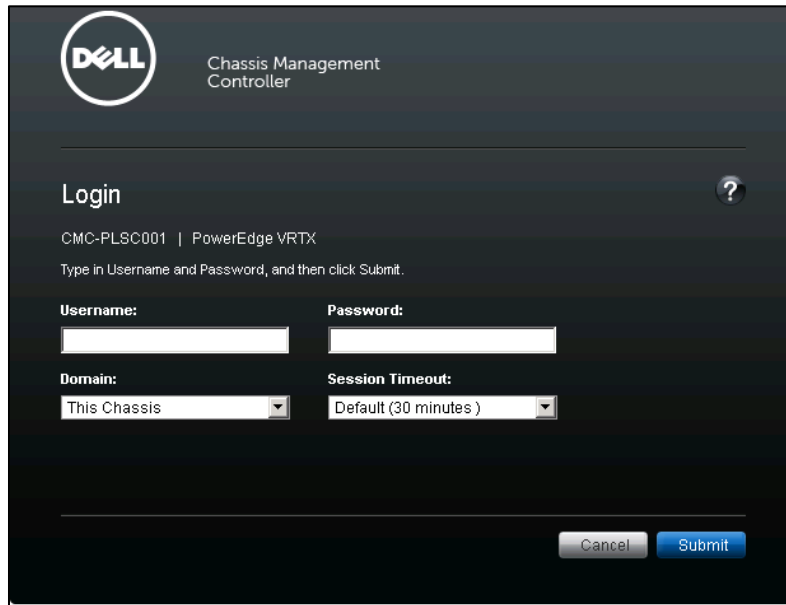 DELL
Chassis Management
Controller
Login
?
CMC-PLSC001 | PowerEdge VRTX
Type in Username and Password, and then click Submit.
Username: Password:
Domain: Session Timeout:
This Chassis Default (30 minutes )
Cancel Submit